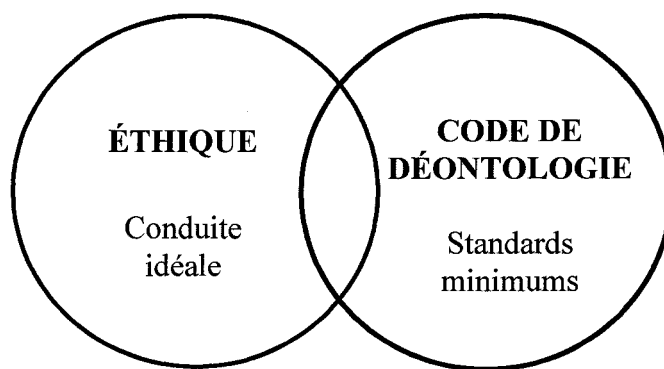 ÉTHIQUE
Conduite
idéale
CODE DE
DÉONTOLOGIE
Standards
minimums